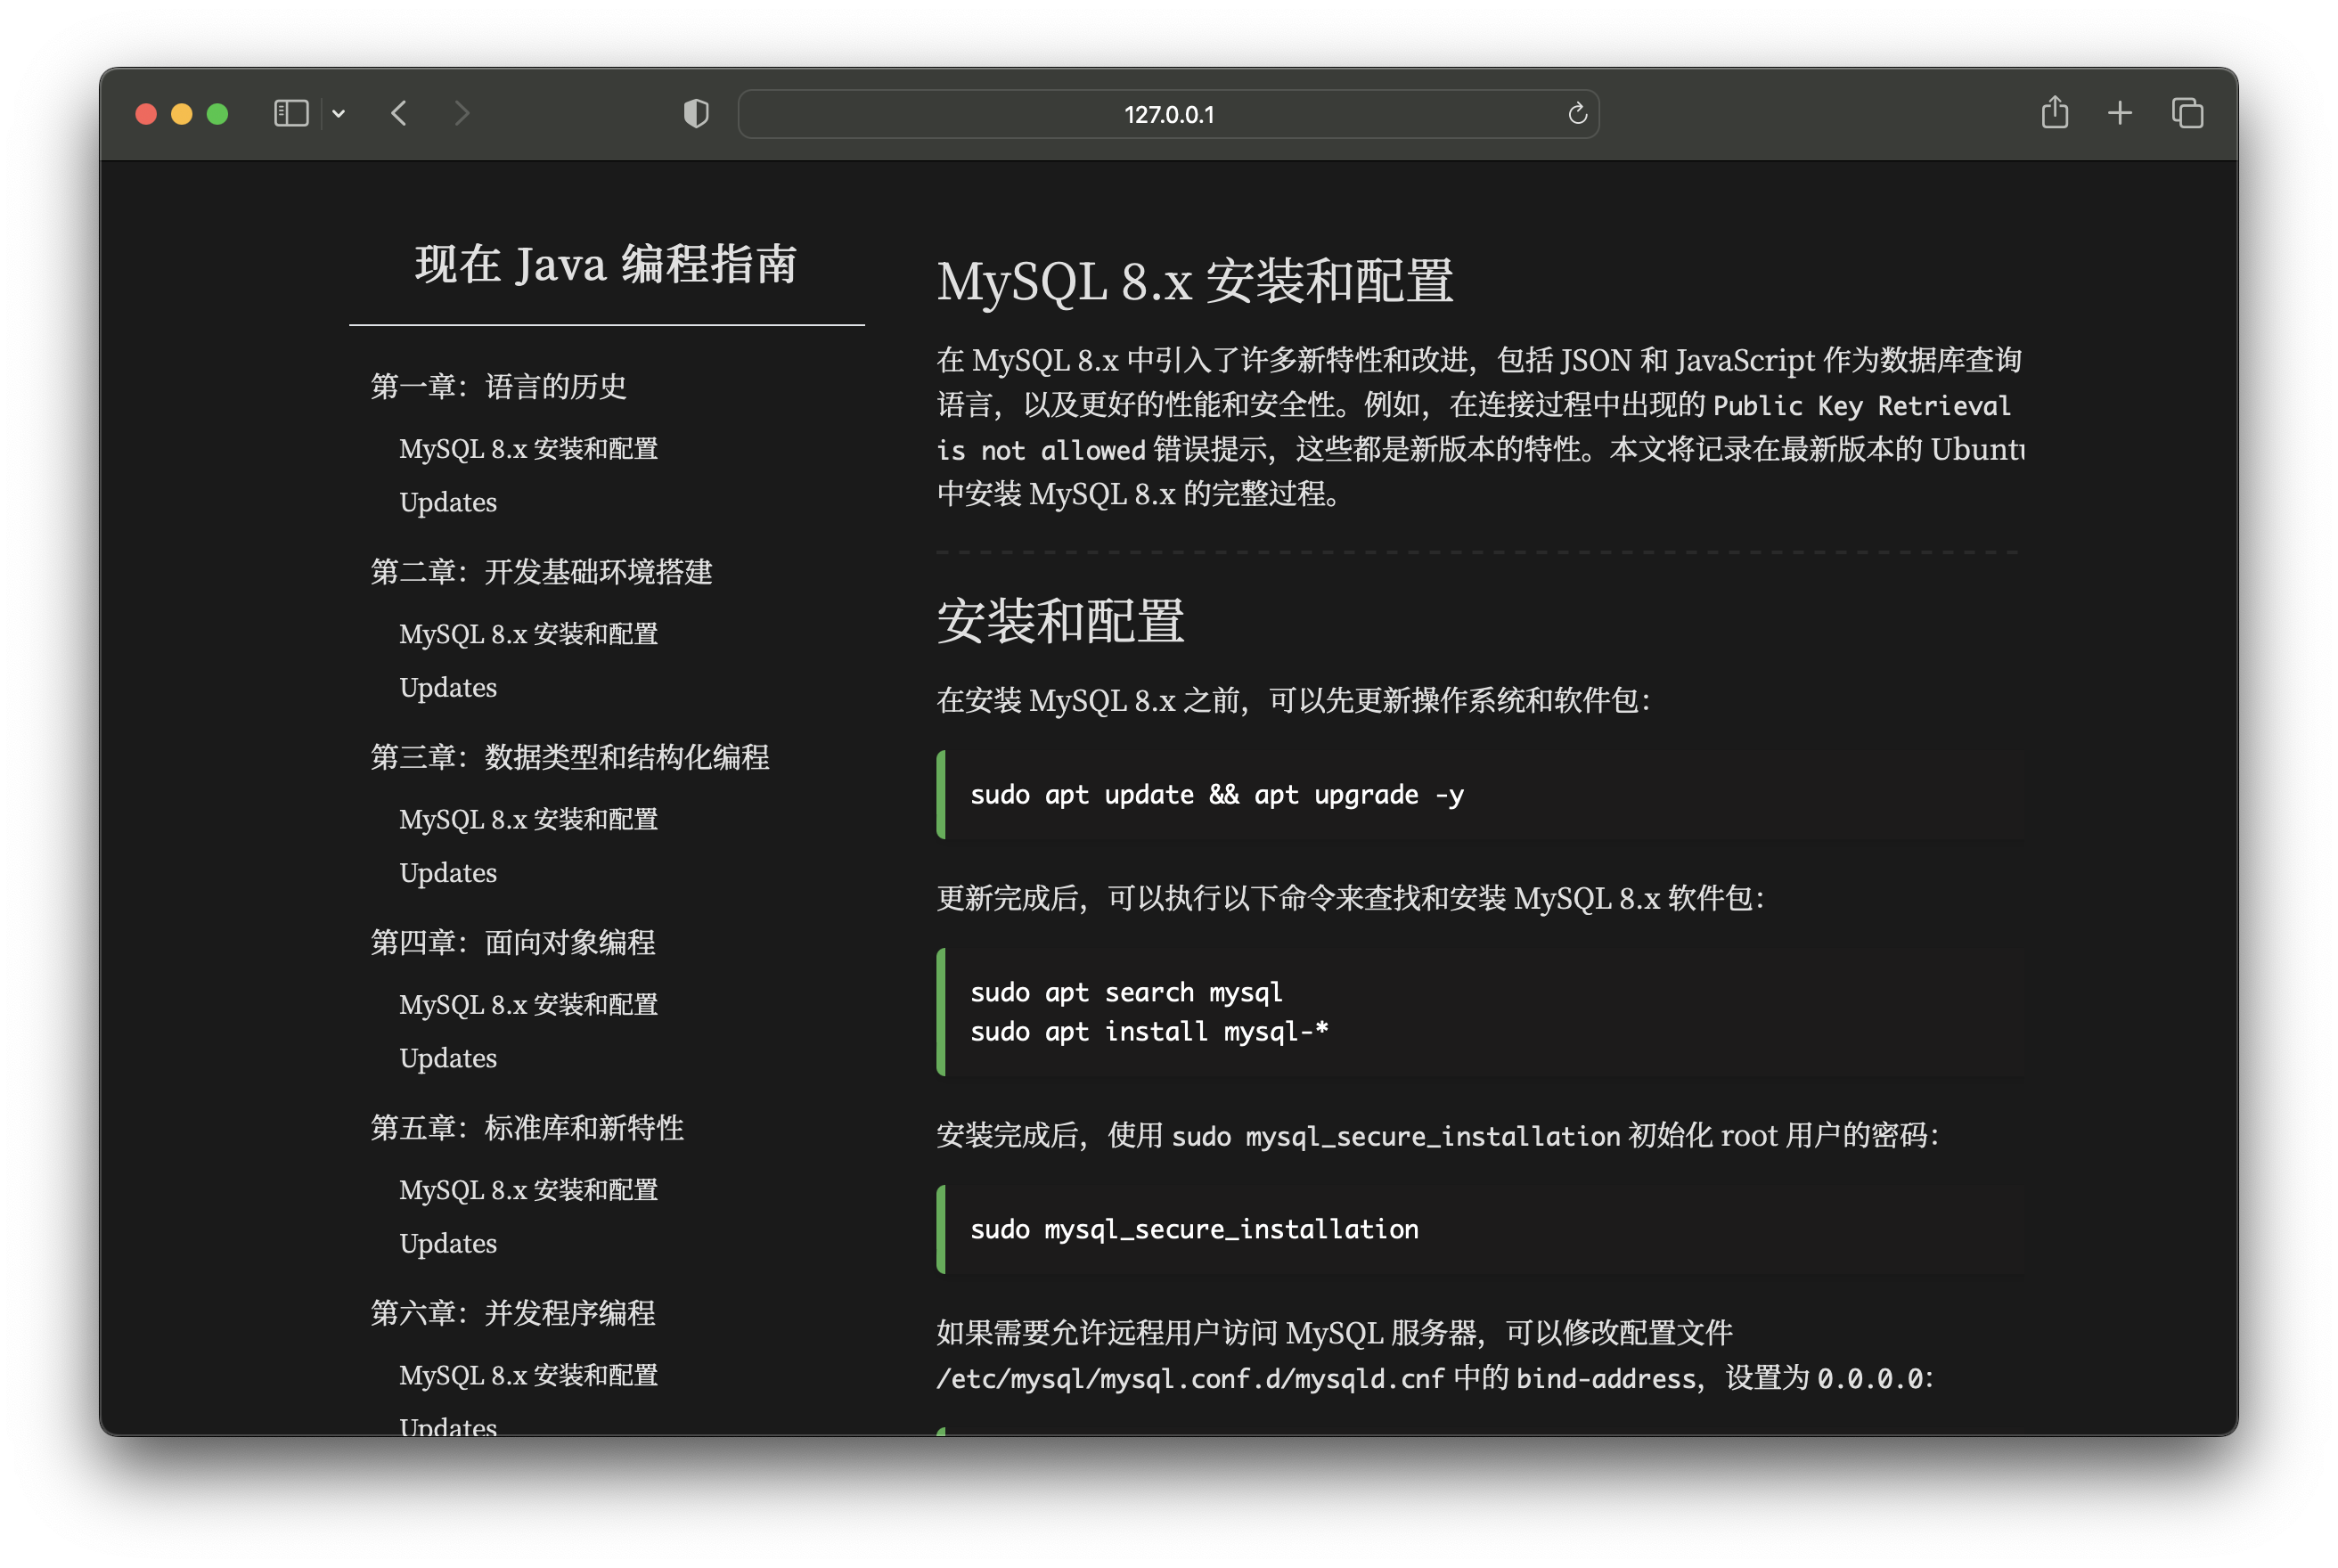 127.0.0.1
现在 Java 编程指南
第一章：语言的历史
MySQL 8.x 安装和配置
Updates
第二章：开发基础环境搭建
MySQL 8.x 安装和配置
Updates
第三章：数据类型和结构化编程
MySQL 8.x 安装和配置
Updates
第四章：面向对象编程
MySQL 8.x 安装和配置
Updates
第五章：标准库和新特性
MySQL 8.x 安装和配置
Updates
第六章：并发程序编程
MySQL 8.x 安装和配置
Updates
MySQL 8.x 安装和配置
在 MySQL 8.x 中引入了许多新特性和改进，包括 JSON 和 JavaScript 作为数据库查询
语言，以及更好的性能和安全性。例如，在连接过程中出现的 Public Key Retrieval
is not allowed 错误提示，这些都是新版本的特性。本文将记录在最新版本的 Ubuntu
中安装 MySQL 8.x 的完整过程。
安装和配置
在安装 MySQL 8.x 之前，可以先更新操作系统和软件包：
sudo apt update && apt upgrade -y
更新完成后，可以执行以下命令来查找和安装 MySQL 8.x 软件包：
sudo apt search mysql
sudo apt install mysql-*
安装完成后，使用 sudo mysql_secure_installation 初始化 root 用户的密码：
sudo mysql_secure_installation
如果需要允许远程用户访问 MySQL 服务器，可以修改配置文件
/etc/mysql/mysql.conf.d/mysqld.cnf 中的 bind-address，设置为 0.0.0.0：